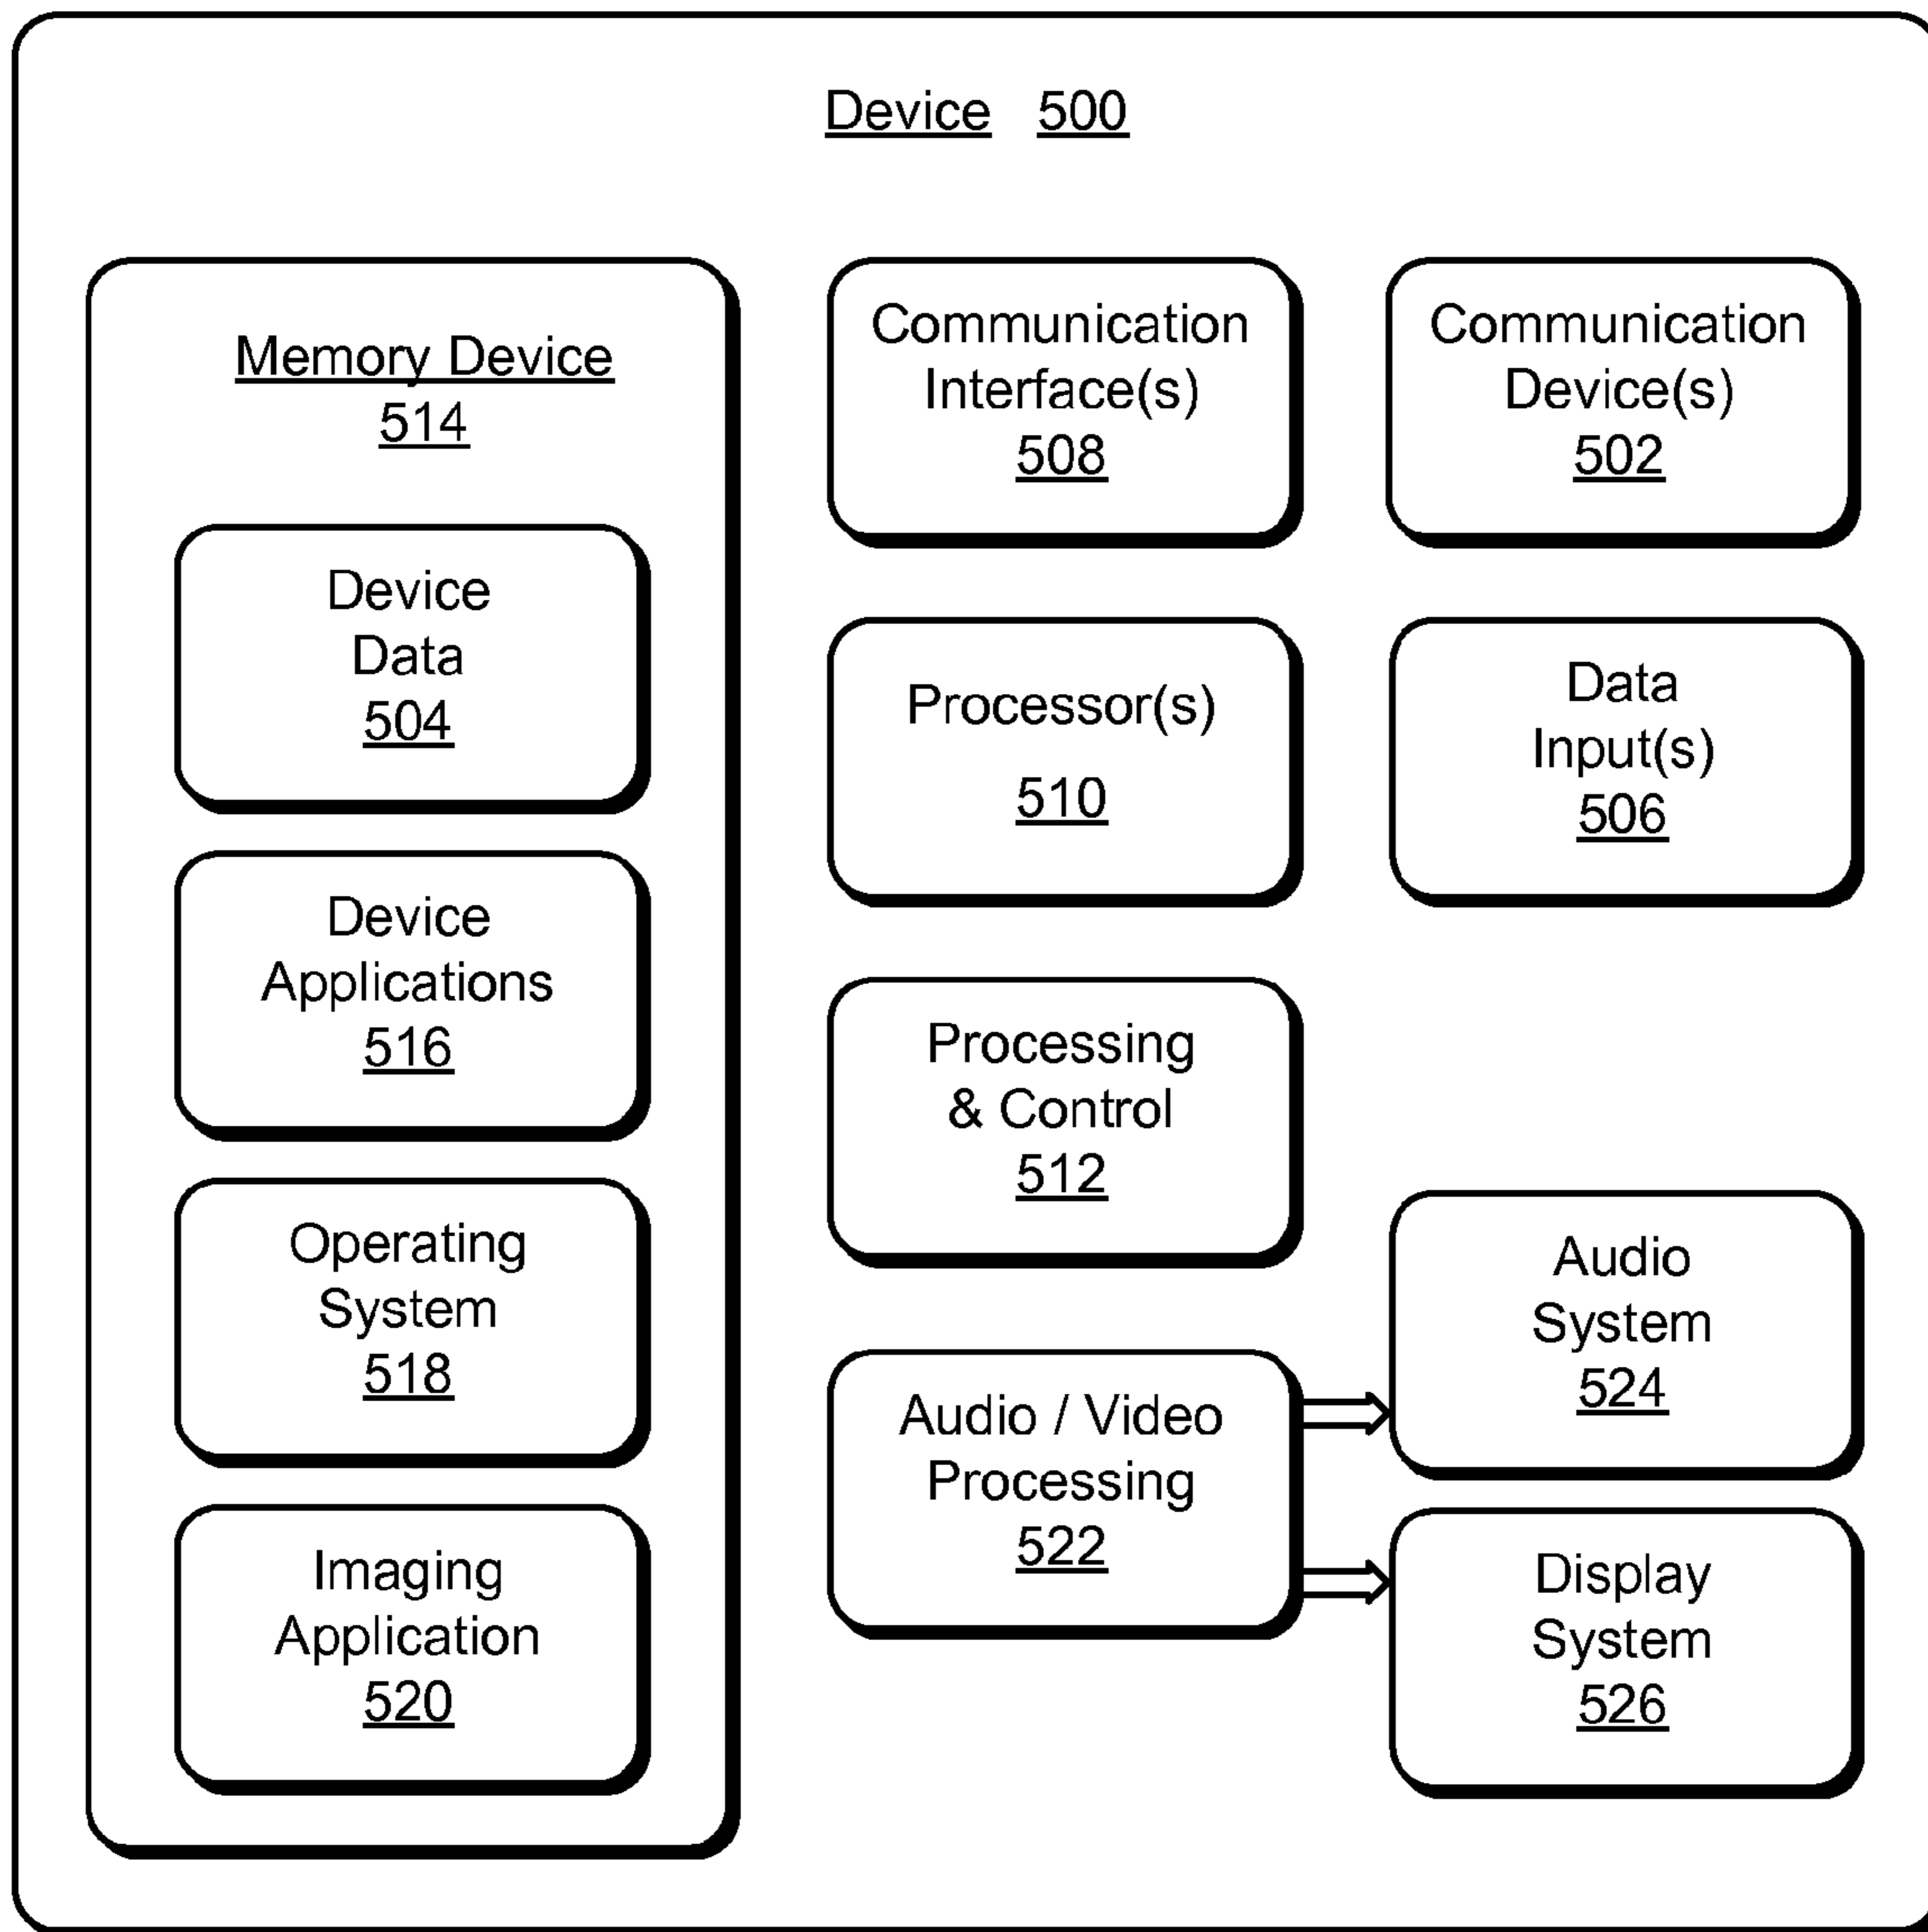 Device 500
Memory Device
514
Device
Data
504
Device
Applications
516
Operating
System
518
Imaging
Application
520
Communication
Interface(s)
508
Processor(s)
510
Processing
& Control
512
Audio / Video
Processing
522
Communication
Device(s)
502
Data
Input(s)
506
Audio
System
524
Display
System
526